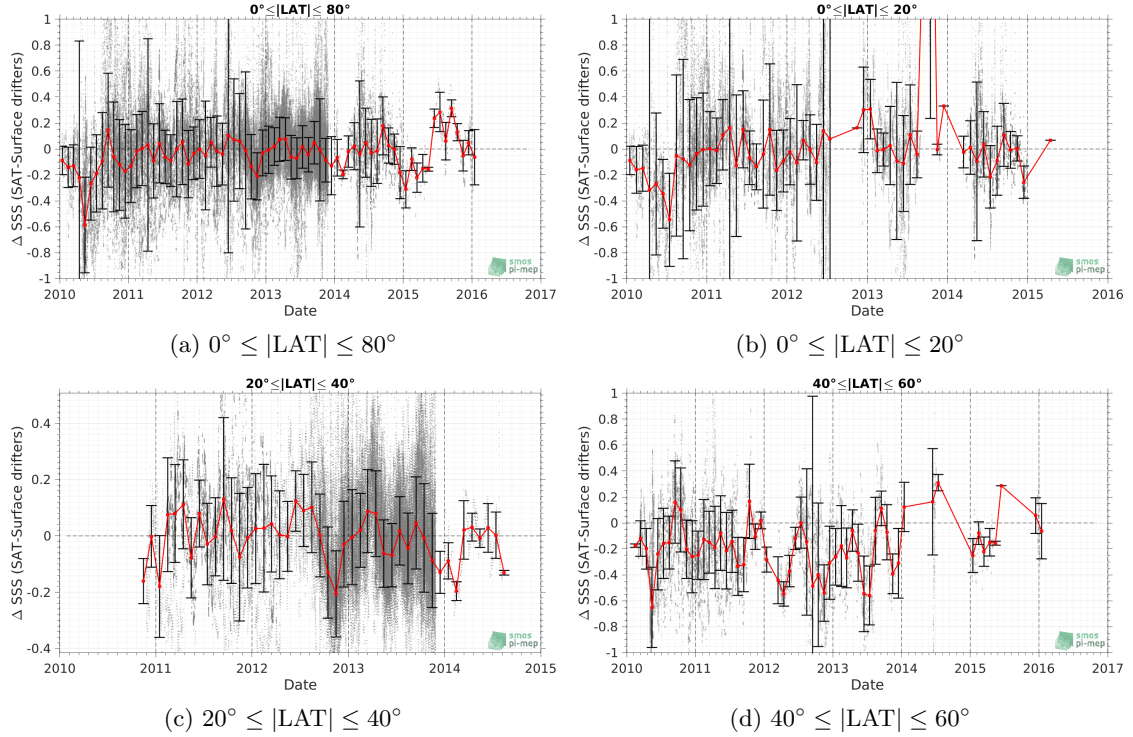 0°≤|LAT|≤ 80°
Δ SSS (SAT-Surface drifters)
1
0.8
0.6
0.4
0.2
0
-0.2
-0.4
-0.6
-0.8
-1
2010 2011 2012 2013 2014 2015 2016 2017
Date
smos
pi-mep
(a) 0° ≤ |LAT| ≤ 80°
0°≤|LAT|≤ 20°
Δ SSS (SAT-Surface drifters)
1
0.8
0.6
0.4
0.2
0
-0.2
-0.4
-0.6
-0.8
-1
2010 2011 2012 2013 2014 2015 2016
Date
smos
pi-mep
(b) 0° ≤ |LAT| ≤ 20°
20°≤|LAT|≤ 40°
Δ SSS (SAT-Surface drifters)
0.4
0.2
0
-0.2
-0.4
2010 2011 2012 2013 2014 2015
Date
smos
pi-mep
(c) 20° ≤ |LAT| ≤ 40°
40°≤|LAT|≤ 60°
Δ SSS (SAT-Surface drifters)
1
0.8
0.6
0.4
0.2
0
-0.2
-0.4
-0.6
-0.8
-1
2010 2011 2012 2013 2014 2015 2016 2017
Date
smos
pi-mep
(d) 40° ≤ |LAT| ≤ 60°